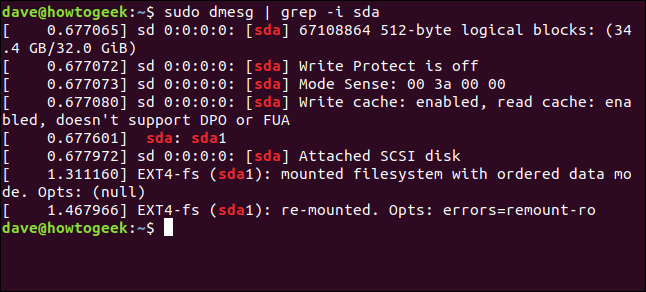 dave@howtogeek:~$ sudo dmesg | grep -i sda
[    0.677065] sd 0:0:0:0: [sda] 67108864 512-byte logical blocks: (34
.4 GB/32.0 GiB)
[    0.677072] sd 0:0:0:0: [sda] Write Protect is off
[    0.677073] sd 0:0:0:0: [sda] Mode Sense: 00 3a 00 00
[    0.677080] sd 0:0:0:0: [sda] Write cache: enabled, read cache: ena
bled, doesn't support DPO or FUA
[    0.677601]  sda: sda1
[    0.677972] sd 0:0:0:0: [sda] Attached SCSI disk
[    1.311160] EXT4-fs (sda1): mounted filesystem with ordered data mo
de. Opts: (null)
[    1.467966] EXT4-fs (sda1): re-mounted. Opts: errors=remount-ro
dave@howtogeek:~$